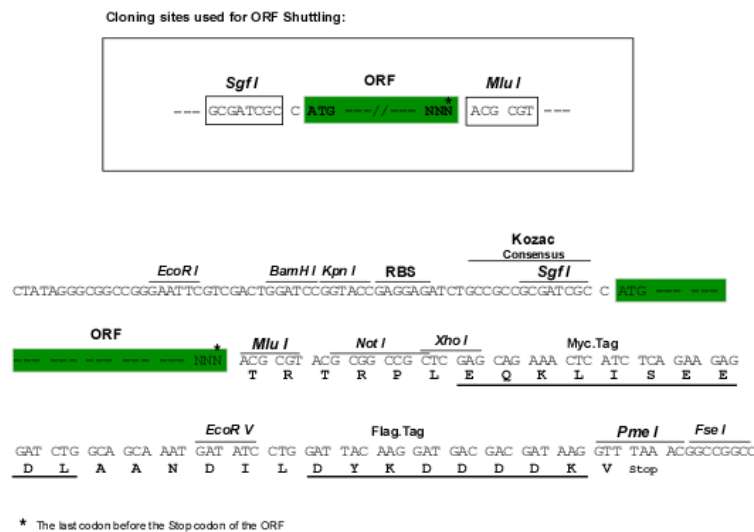 Cloning sites used for ORF Shuttling:
Sgf I ORF Mlu I
*
--- GCGATCGC C ATG ---//--- NNN ACG CGT ---
Kozac
Consensus
EcoR I BamH I Kpn I RBS Sgf I
CTATAGGGCGGCCGGGAATTCGTCGACTGGATCCGGTACCGAGGAGATCTGCCGCCGCGATCGC C ATG --- ---
ORF
* Mlu I Not I Xho I Myc.Tag
--- --- --- --- --- --- NNN ACG CGT ACG CGG CCG CTC GAG CAG AAA CTC ATC TCA GAA GAG
T R T R P L E Q K L I S E E
EcoR V Flag.Tag Pme I Fse I
GAT CTG GCA GCA AAT GAT ATC CTG GAT TAC AAG GAT GAC GAC GAT AAG GTT TAA ACGGCCGGCC
D L A A N D I L D Y K D D D D K V Stop
* The last codon before the Stop codon of the ORF